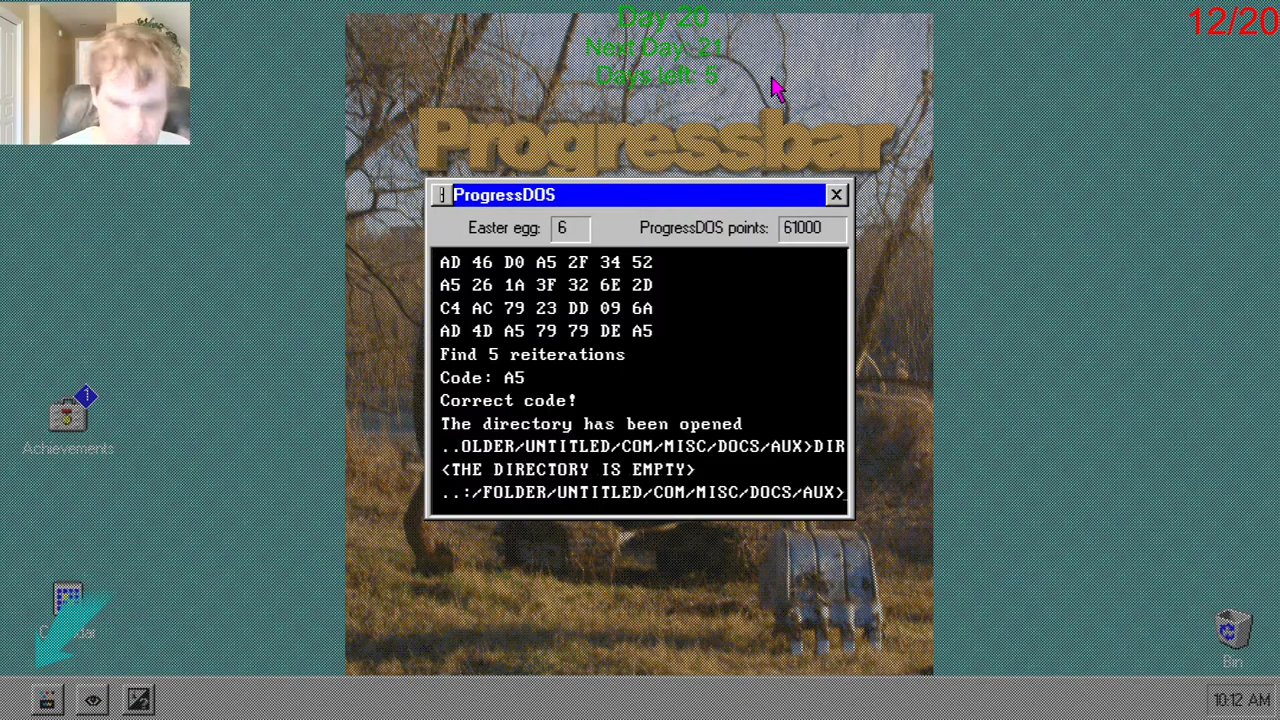 Day 20
Next Day: 21
Days left: 5
12/20
Progressbar
ProgressDOS
Easter egg: 6 ProgressDOS points: 61000
AD 46 D0 A5 2F 34 52
A5 26 1A 3F 32 6E 2D
C4 AC 79 23 DD 09 6A
AD 4D A5 79 79 DE A5
Find 5 reiterations
Code: A5
Correct code!
The directory has been opened
..OLDER/UNTITLED/COM/MISC/DOCS/AUX>DIR
<THE DIRECTORY IS EMPTY>
..:/FOLDER/UNTITLED/COM/MISC/DOCS/AUX>_
1
Achievements
Bin
10:12 AM